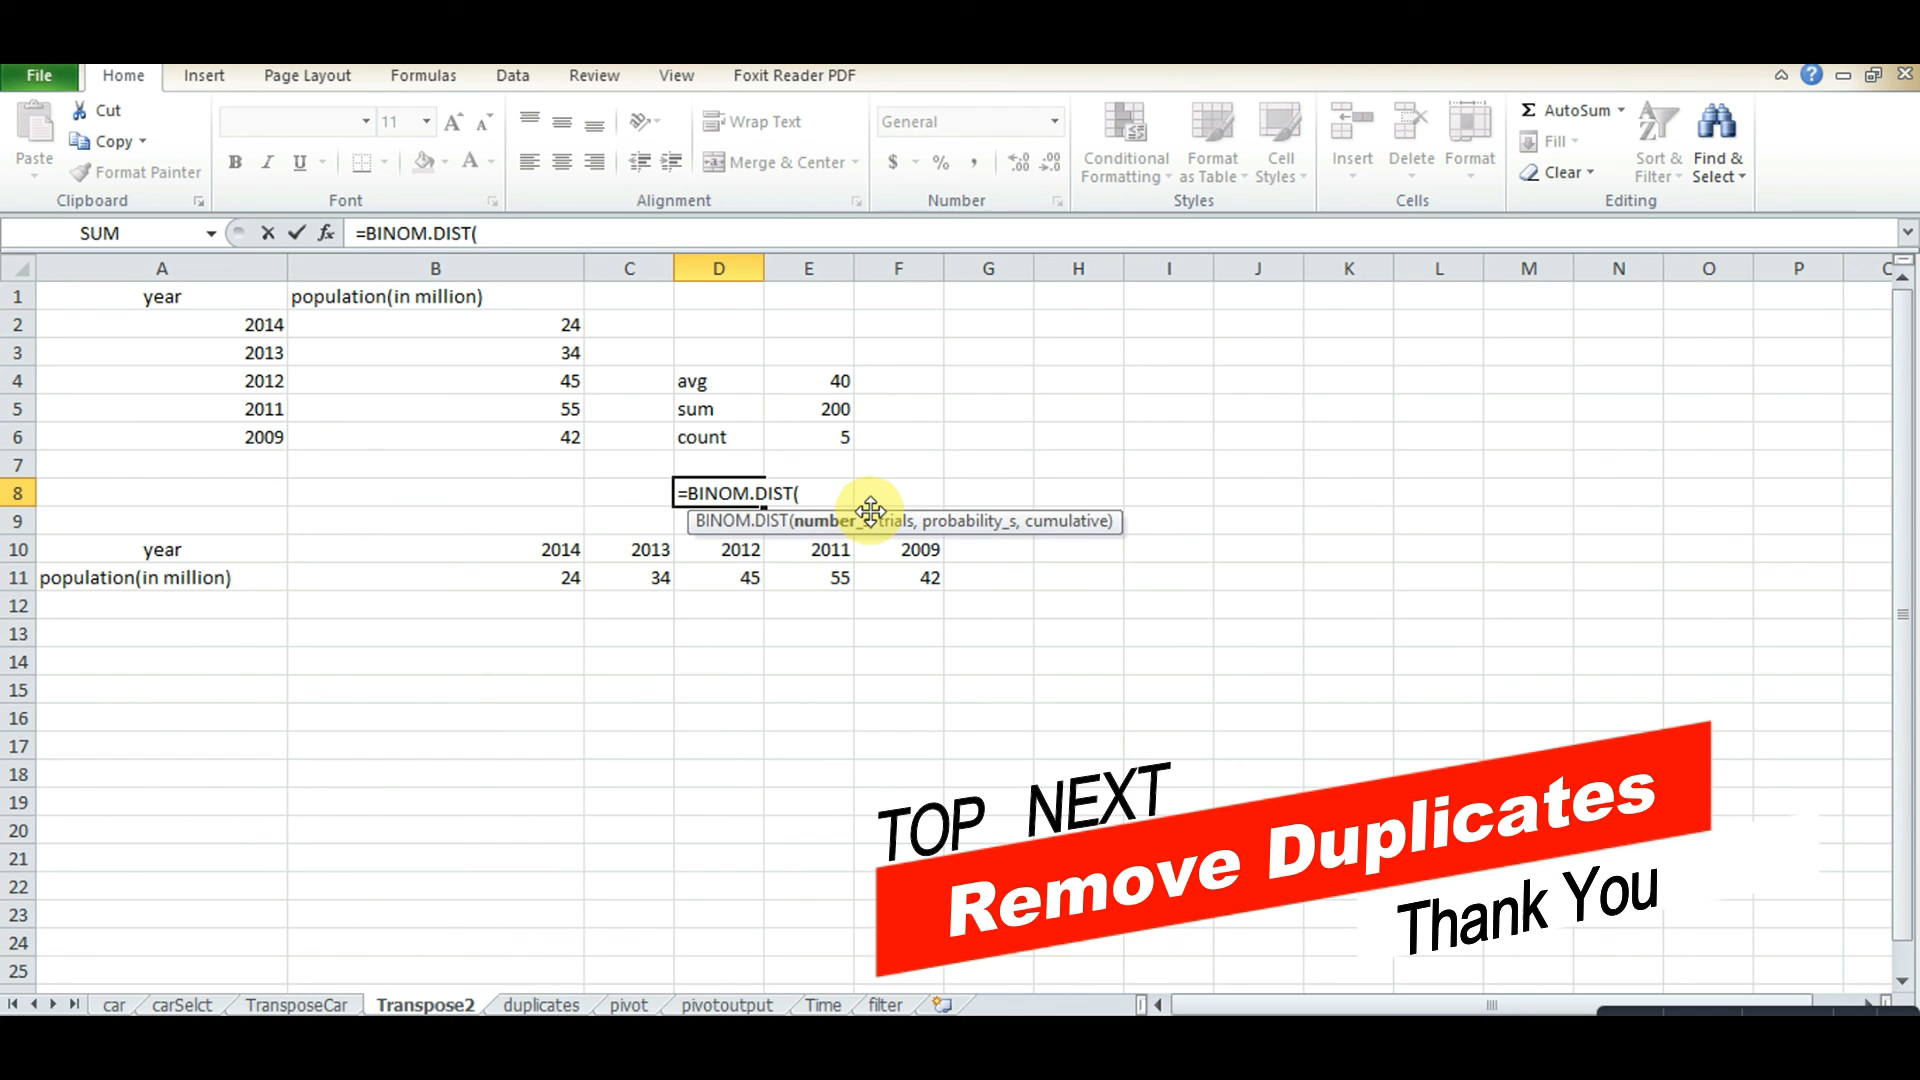 File Home Insert Page Layout Formulas Data Review View Foxit Reader PDF
Cut
Copy
Format Painter
Paste
Clipboard
11
B I U A
Font
Wrap Text
Merge & Center
Alignment
General
$ % ,
Number
Conditional Formatting
Format as Table
Cell Styles
Styles
Insert Delete Format
Cells
Σ AutoSum
Fill
Clear
Sort & Filter
Find & Select
Editing
SUM fx =BINOM.DIST(
A B C D E F G H I J K L M N O P
1 year population(in million)
2 2014 24
3 2013 34
4 2012 45 avg 40
5 2011 55 sum 200
6 2009 42 count 5
7
8 =BINOM.DIST(
9 BINOM.DIST(number_s, trials, probability_s, cumulative)
10 year 2014 2013 2012 2011 2009
11 population(in million) 24 34 45 55 42
12
13
14
15
16
17
18
19
20
21
22
23
24
25
TOP NEXT
Remove Duplicates
Thank You
car carSelct TransposeCar Transpose2 duplicates pivot pivotoutput Time filter